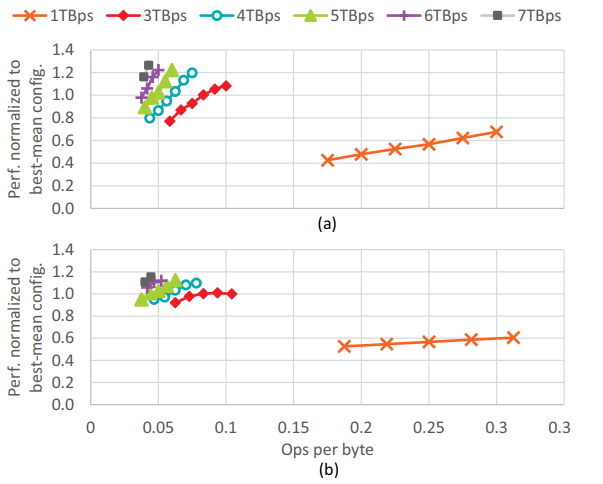 1TBps 3TBps 4TBps 5TBps 6TBps 7TBps
Perf. normalized to
best-mean config.
1.4
1.2
1.0
0.8
0.6
0.4
0.2
0.0
(a)
Perf. normalized to
best-mean config.
1.4
1.2
1.0
0.8
0.6
0.4
0.2
0.0
0 0.05 0.1 0.15 0.2 0.25 0.3 0.3
Ops per byte
(b)